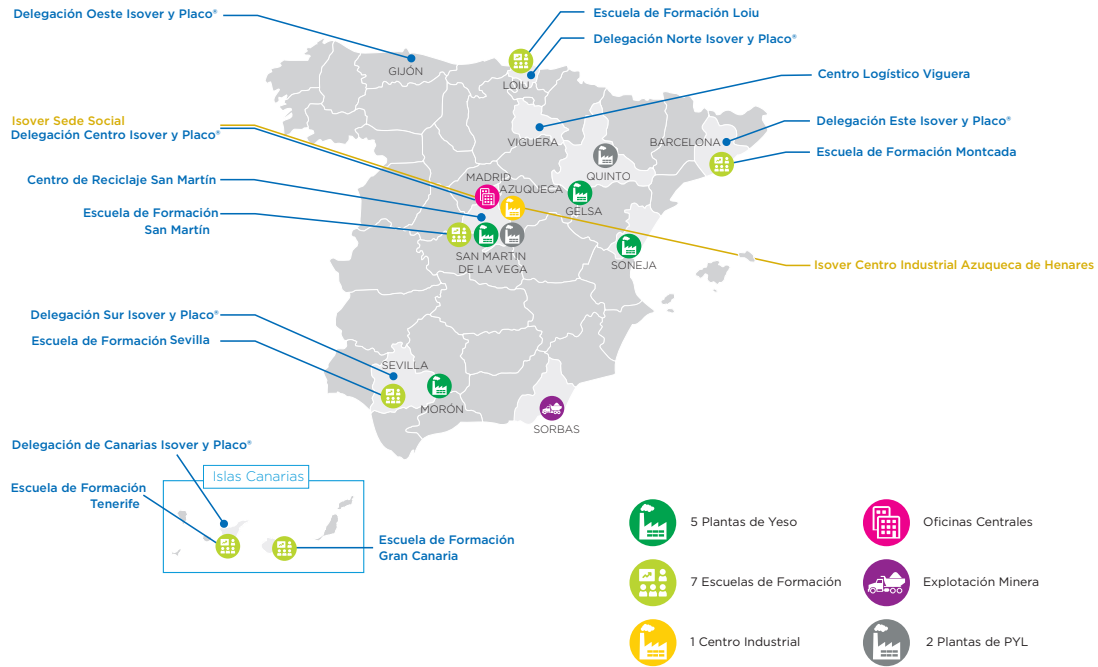 Delegación Oeste Isover y Placo®
Escuela de Formación Loiu
Delegación Norte Isover y Placo®
GIJÓN
LOIU
Centro Logístico Viguera
Isover Sede Social
Delegación Centro Isover y Placo®
Delegación Este Isover y Placo®
VIGUERA
BARCELONA
Escuela de Formación Montcada
Centro de Reciclaje San Martín
MADRID
AZUQUECA
QUINTO
GELSA
Escuela de Formación
San Martín
SAN MARTIN
DE LA VEGA
SONEJA
Isover Centro Industrial Azuqueca de Henares
Delegación Sur Isover y Placo®
Escuela de Formación Sevilla
SEVILLA
MORÓN
SORBAS
Delegación de Canarias Isover y Placo®
Islas Canarias
Escuela de Formación
Tenerife
Escuela de Formación
Gran Canaria
5 Plantas de Yeso
Oficinas Centrales
7 Escuelas de Formación
Explotación Minera
1 Centro Industrial
2 Plantas de PYL